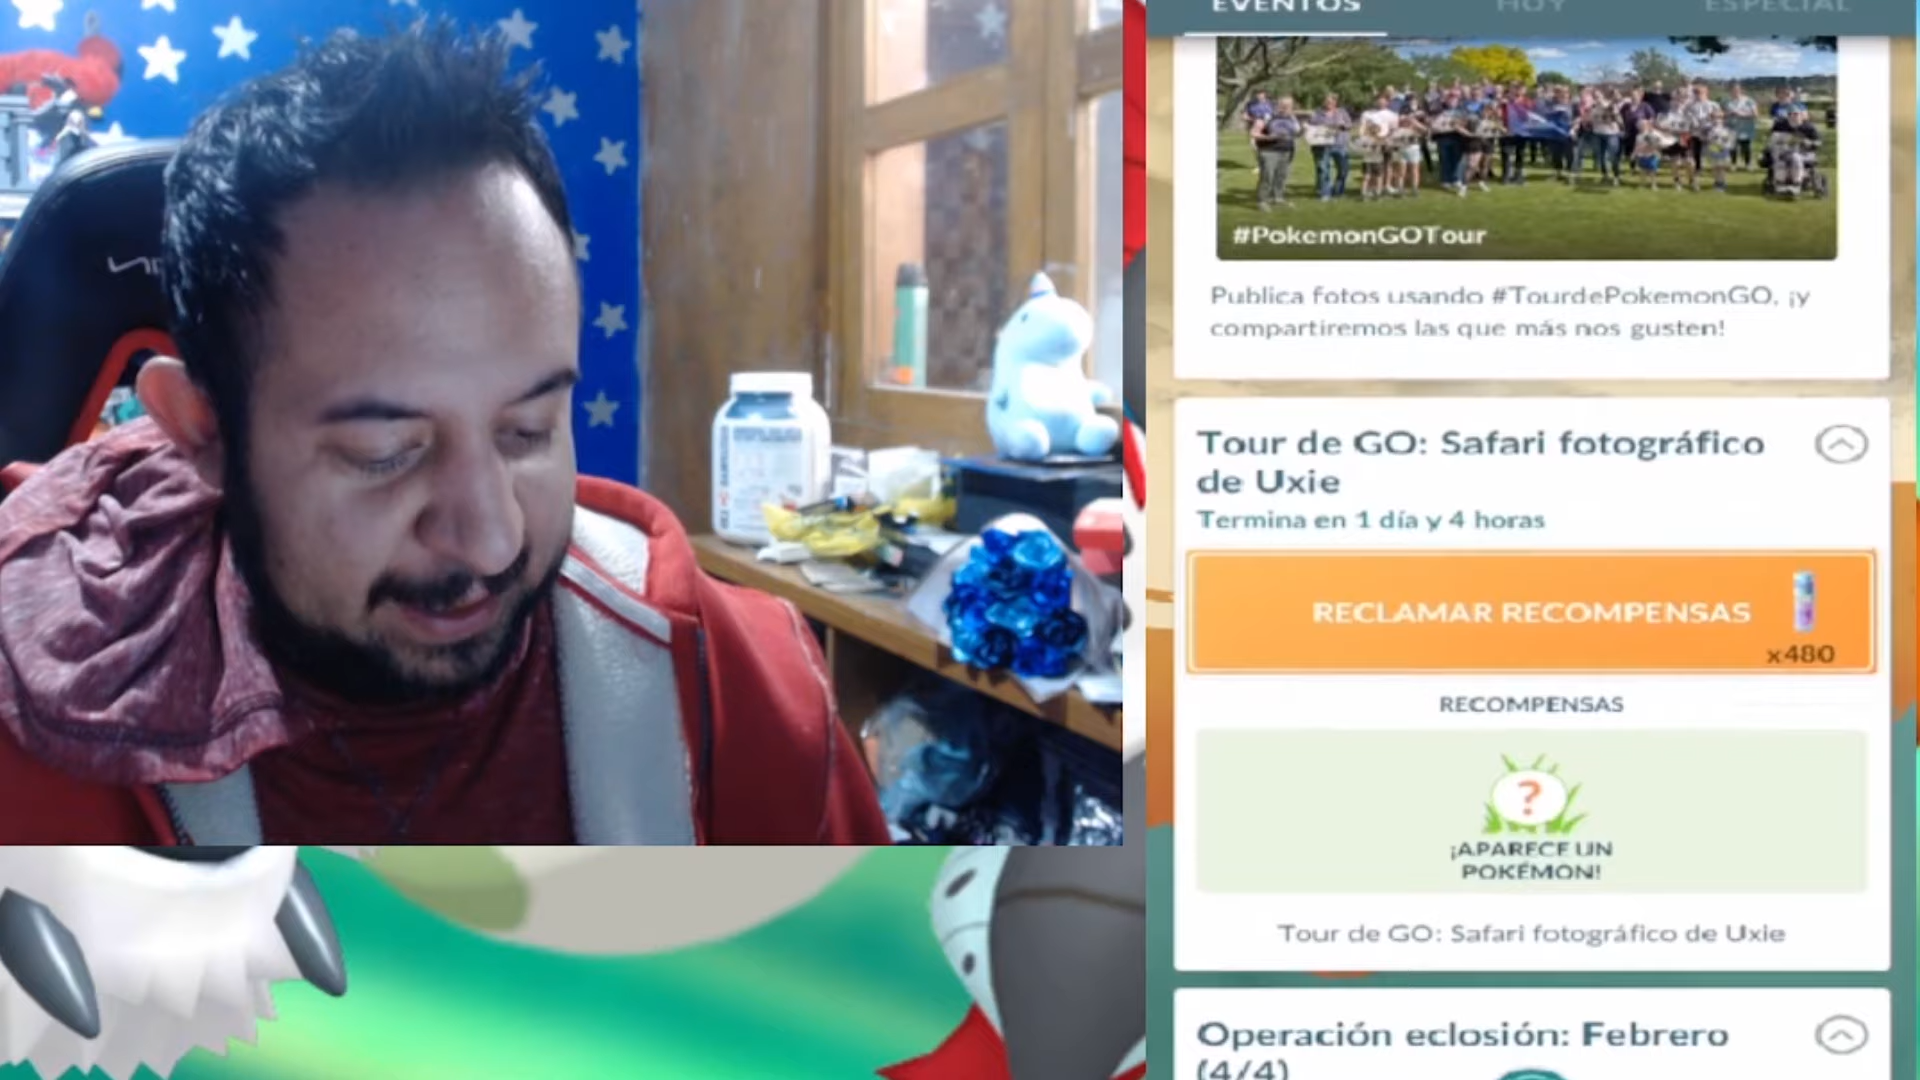 EVENTOS HOY ESPECIAL
#PokemonGOTour
Publica fotos usando #TourdePokemonGO, ¡y
compartiremos las que más nos gusten!
Tour de GO: Safari fotográfico
de Uxie
Termina en 1 día y 4 horas
RECLAMAR RECOMPENSAS
x480
RECOMPENSAS
?
¡APARECE UN
POKÉMON!
Tour de GO: Safari fotográfico de Uxie
Operación eclosión: Febrero
(4/4)